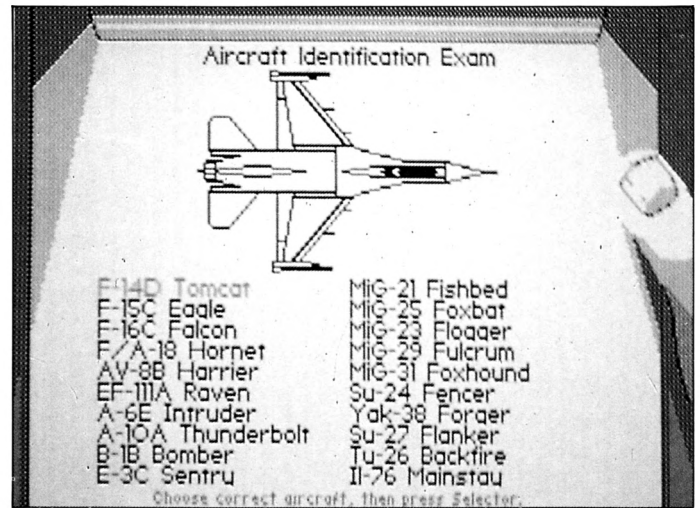 Aircraft Identification Exam
F-14D Tomcat
F-15C Eagle
F-16C Falcon
F/A-18 Hornet
AV-8B Harrier
EF-111A Raven
A-6E Intruder
A-10A Thunderbolt
B-1B Bomber
E-3C Sentry
MiG-21 Fishbed
MiG-25 Foxbat
MiG-23 Flogger
MiG-29 Fulcrum
MiG-31 Foxhound
Su-24 Fencer
Yak-38 Forger
Su-27 Flanker
Tu-26 Backfire
Il-76 Mainstay
Choose correct aircraft, then press Selector.